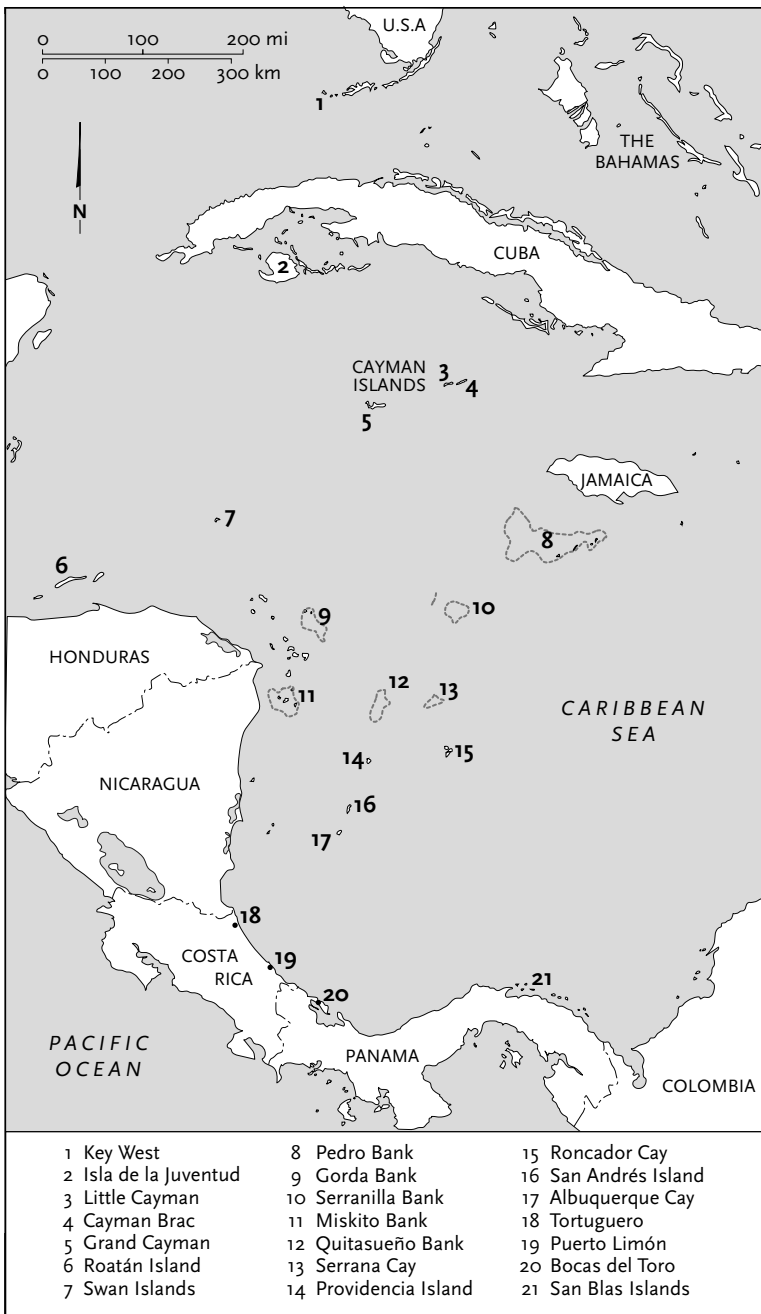 U.S.A
0 100 200 mi
0 100 200 300 km
1
N
THE
BAHAMAS
CUBA
2
CAYMAN
ISLANDS
3
4
5
JAMAICA
7
8
6
9
10
HONDURAS
11
12
13
CARIBBEAN
SEA
14
15
NICARAGUA
16
17
18
COSTA
RICA
19
20
21
PACIFIC
OCEAN
PANAMA
COLOMBIA
1 Key West
2 Isla de la Juventud
3 Little Cayman
4 Cayman Brac
5 Grand Cayman
6 Roatán Island
7 Swan Islands
8 Pedro Bank
9 Gorda Bank
10 Serranilla Bank
11 Miskito Bank
12 Quitasueño Bank
13 Serrana Cay
14 Providencia Island
15 Roncador Cay
16 San Andrés Island
17 Albuquerque Cay
18 Tortuguero
19 Puerto Limón
20 Bocas del Toro
21 San Blas Islands